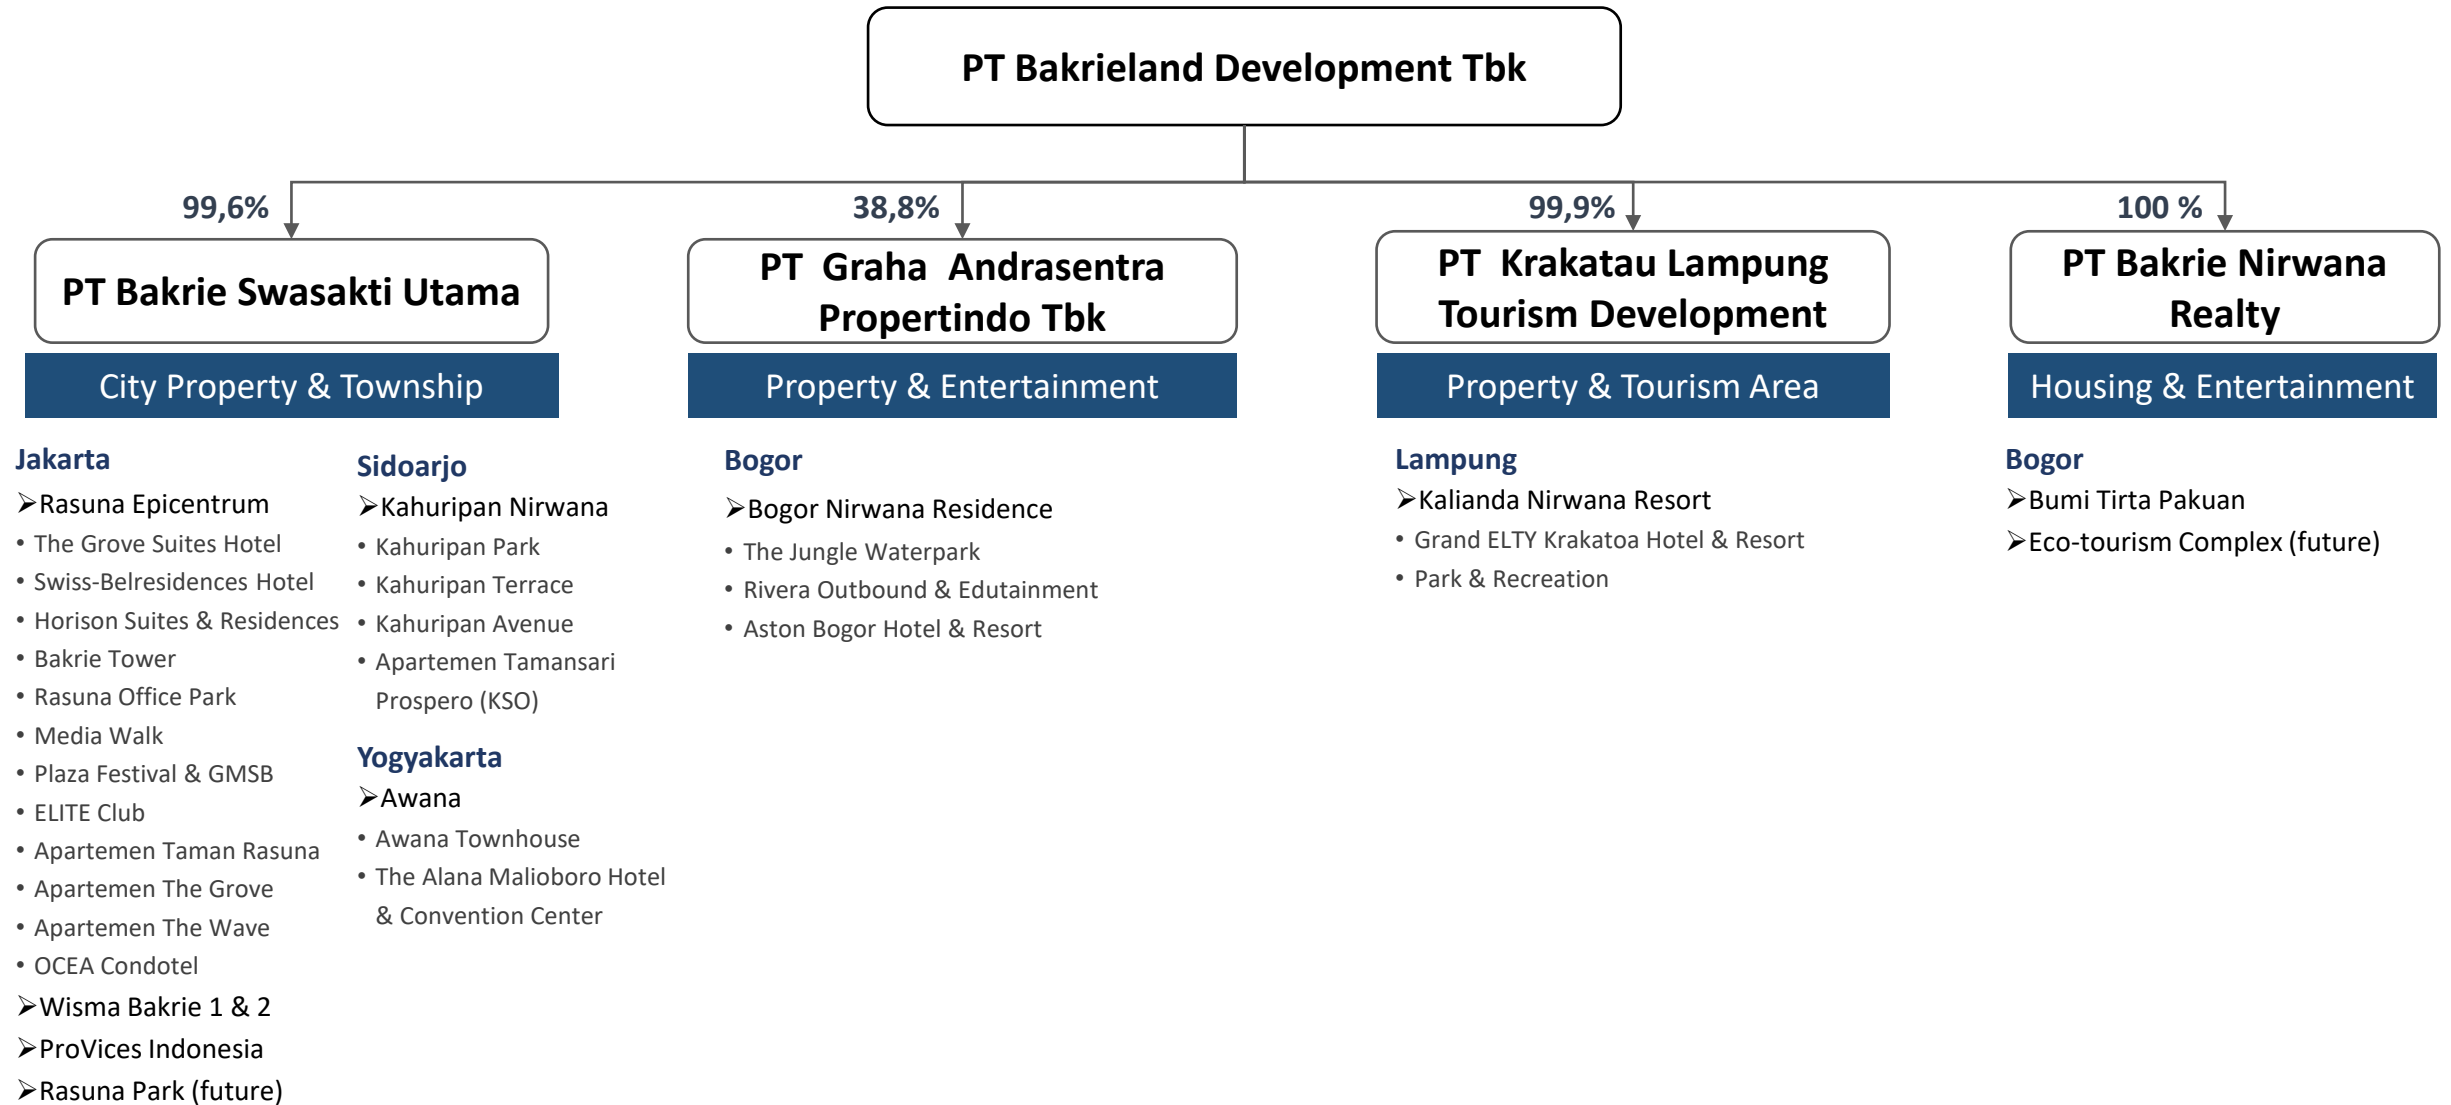 PT Bakrieland Development Tbk
99,6%
38,8%
99,9%
100 %
PT Bakrie Swasakti Utama
PT Graha Andrasentra
Propertindo Tbk
PT Krakatau Lampung
Tourism Development
PT Bakrie Nirwana
Realty
City Property & Township
Property & Entertainment
Property & Tourism Area
Housing & Entertainment
Jakarta
➢Rasuna Epicentrum
• The Grove Suites Hotel
• Swiss-Belresidences Hotel
• Horison Suites & Residences
• Bakrie Tower
• Rasuna Office Park
• Media Walk
• Plaza Festival & GMSB
• ELITE Club
• Apartemen Taman Rasuna
• Apartemen The Grove
• Apartemen The Wave
• OCEA Condotel
➢Wisma Bakrie 1 & 2
➢ProVices Indonesia
➢Rasuna Park (future)
Sidoarjo
➢Kahuripan Nirwana
• Kahuripan Park
• Kahuripan Terrace
• Kahuripan Avenue
• Apartemen Tamansari
Prospero (KSO)
Yogyakarta
➢Awana
• Awana Townhouse
• The Alana Malioboro Hotel
& Convention Center
Bogor
➢Bogor Nirwana Residence
• The Jungle Waterpark
• Rivera Outbound & Edutainment
• Aston Bogor Hotel & Resort
Lampung
➢Kalianda Nirwana Resort
• Grand ELTY Krakatoa Hotel & Resort
• Park & Recreation
Bogor
➢Bumi Tirta Pakuan
➢Eco-tourism Complex (future)